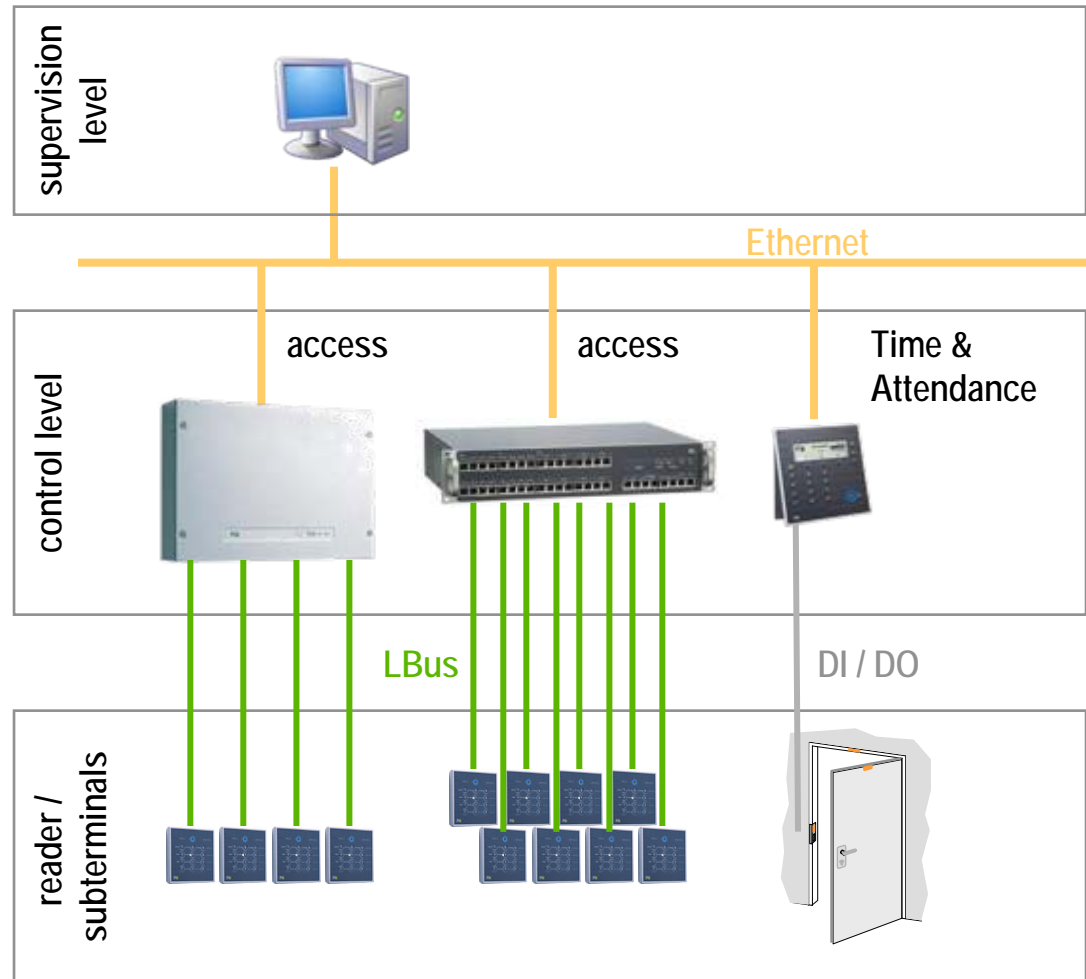 supervision
level
Ethernet
access
access
Time &
Attendance
control level
LBus
DI / DO
reader /
subterminals